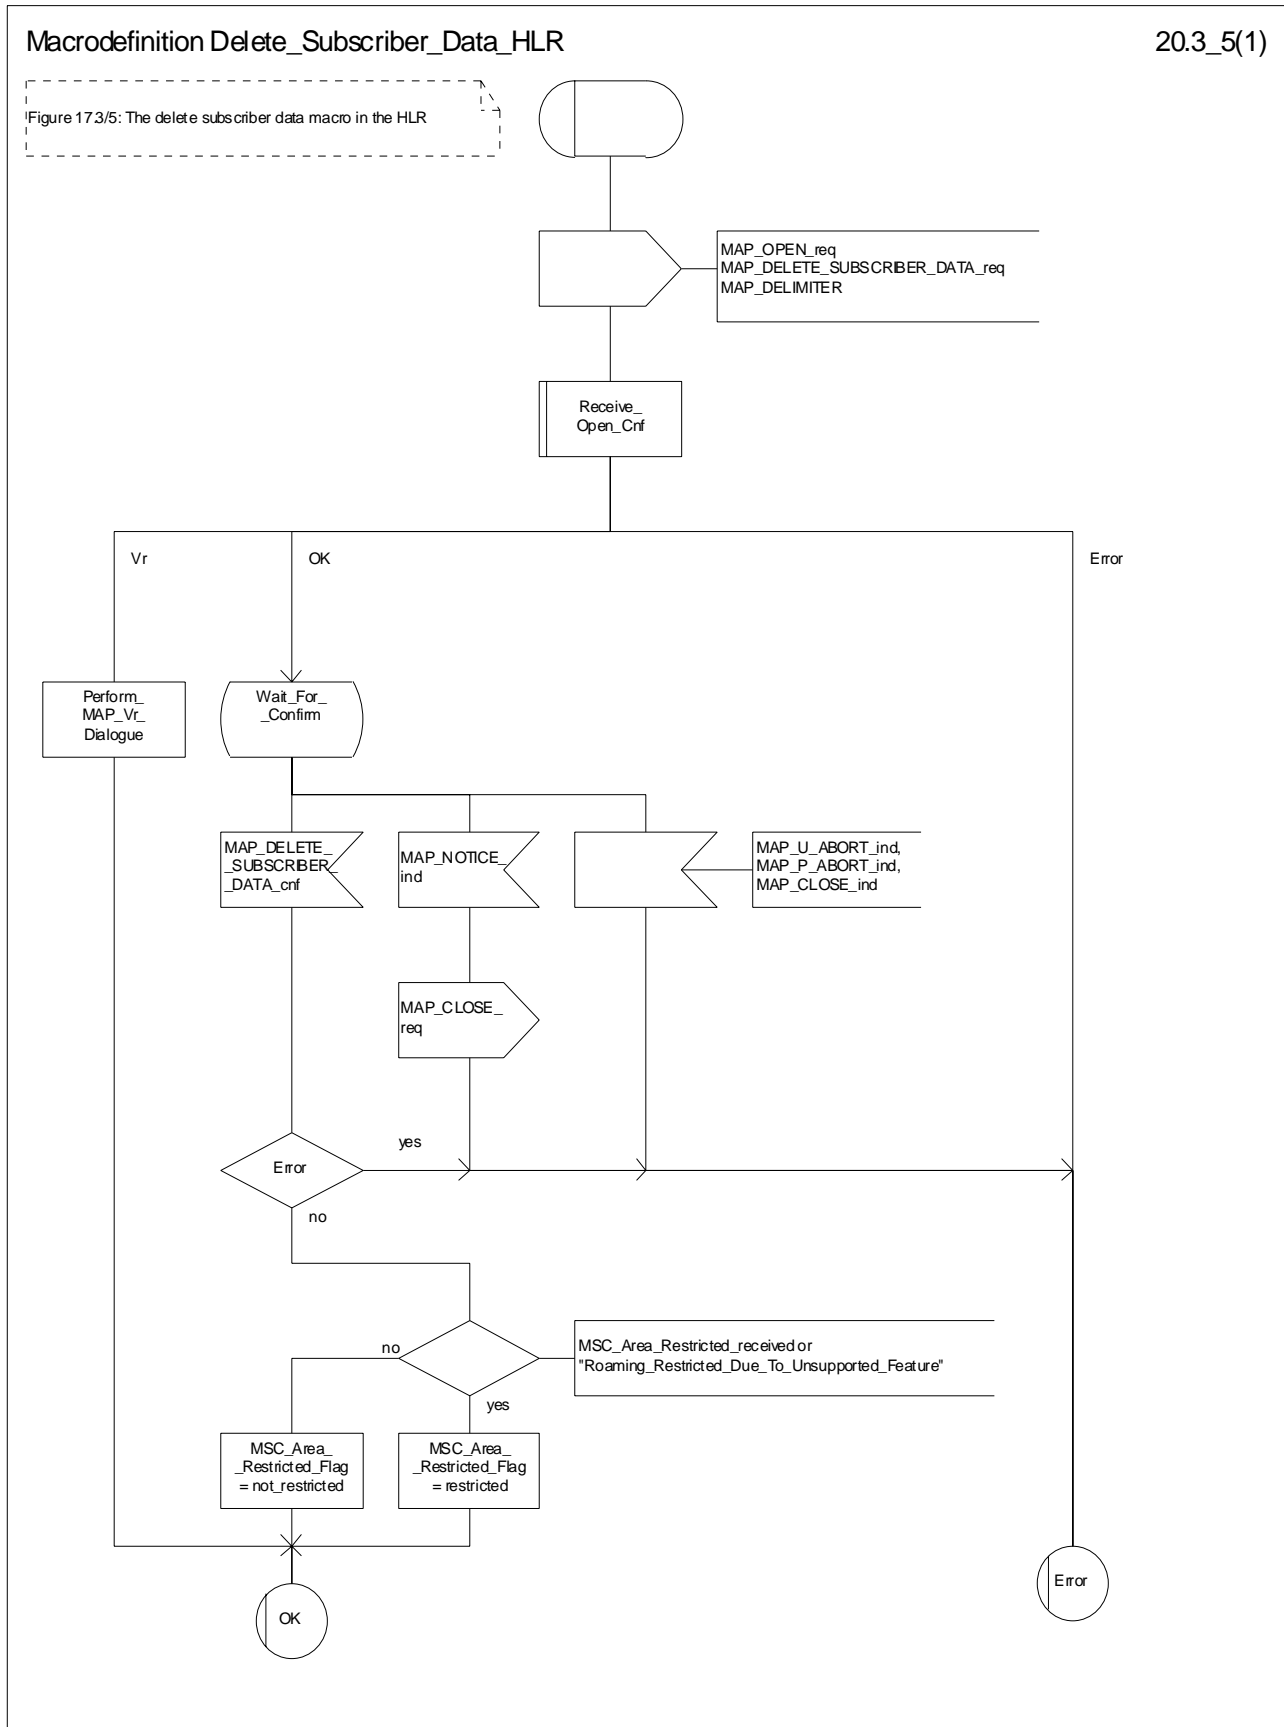 Macrodefinition Delete_Subscriber_Data_HLR
20.3_5(1)
Figure 17.3/5: The delete subscriber data macro in the HLR
MAP_OPEN_req
MAP_DELETE_SUBSCRIBER_DATA_req
MAP_DELIMITER
Receive_
Open_Cnf
Vr
OK
Error
Perform_
MAP_Vr_
Dialogue
Wait_For_
_Confirm
MAP_DELETE_
_SUBSCRIBER_
_DATA_cnf
MAP_NOTICE_
ind
MAP_U_ABORT_ind,
MAP_P_ABORT_ind,
MAP_CLOSE_ind
MAP_CLOSE_
req
Error
yes
no
no
MSC_Area_Restricted_received or
"Roaming_Restricted_Due_To_Unsupported_Feature"
yes
MSC_Area_
_Restricted_Flag
= not_restricted
MSC_Area_
_Restricted_Flag
= restricted
OK
Error